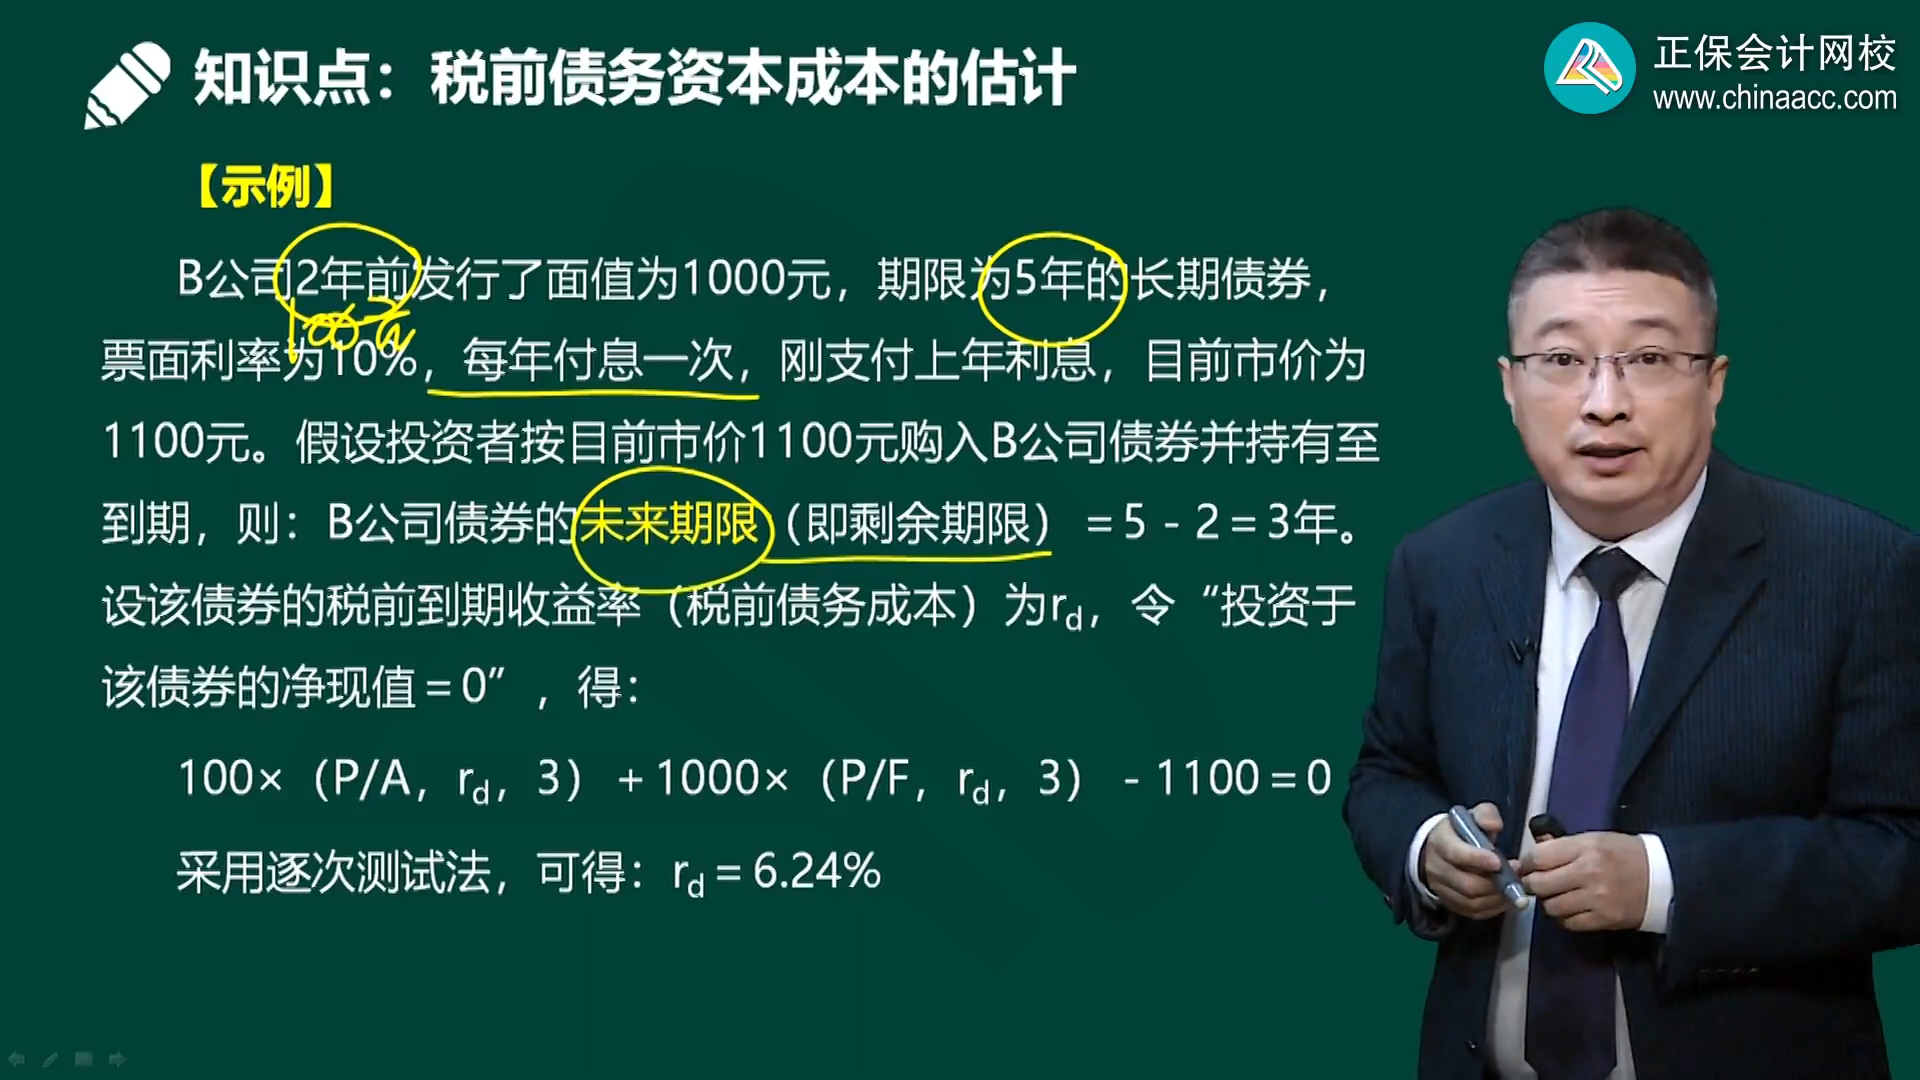 知识点：税前债务资本成本的估计
正保会计网校
www.chinaacc.com
【示例】
B公司2年前发行了面值为1000元，期限为5年的长期债券，
100元
票面利率为10%，每年付息一次，刚支付上年利息，目前市价为
1100元。假设投资者按目前市价1100元购入B公司债券并持有至
到期，则：B公司债券的未来期限（即剩余期限）＝5－2＝3年。
设该债券的税前到期收益率（税前债务成本）为rd，令“投资于
该债券的净现值＝0”，得：
100×（P/A，rd，3）＋1000×（P/F，rd，3）－1100＝0
采用逐次测试法，可得：rd＝6.24%